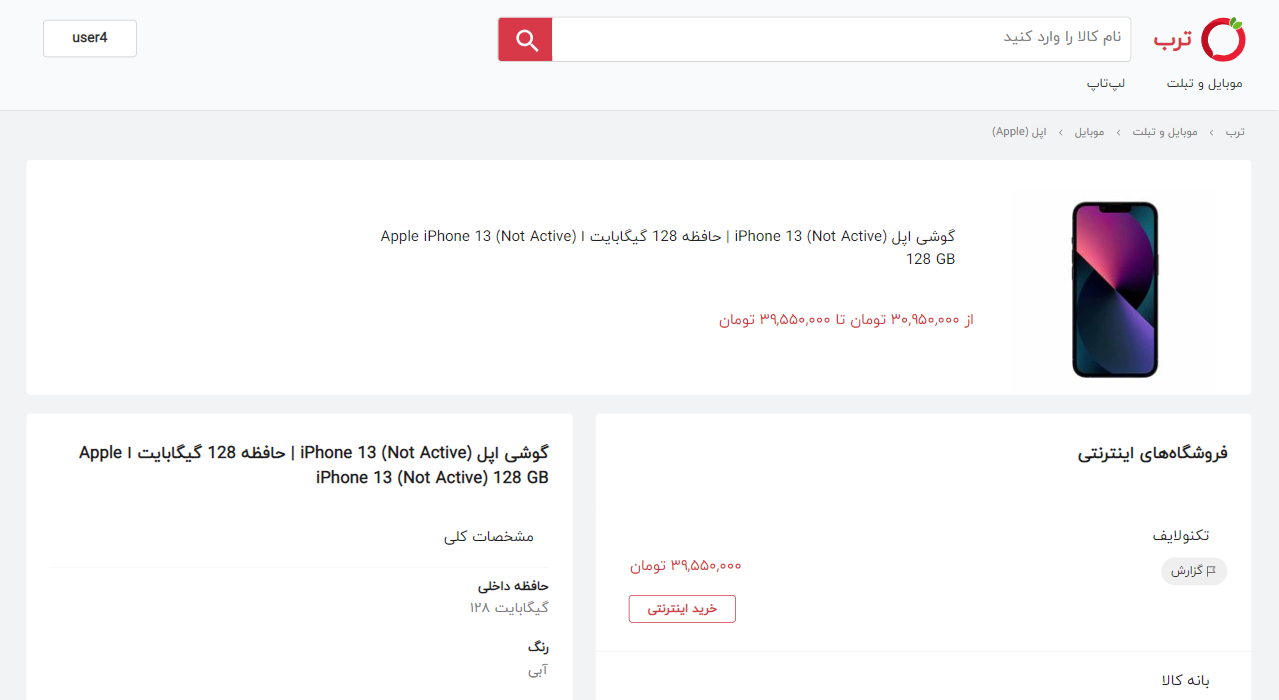 ترب
نام کالا را وارد کنید
user4
موبایل و تبلت
لپ‌تاپ
ترب › موبایل و تبلت › موبایل › اپل (Apple)
گوشی اپل iPhone 13 (Not Active) | حافظه 128 گیگابایت ا Apple iPhone 13 (Not Active)
128 GB
از ۳۰,۹۵۰,۰۰۰ تومان تا ۳۹,۵۵۰,۰۰۰ تومان
فروشگاه‌های اینترنتی
تکنولایف
گزارش
۳۹,۵۵۰,۰۰۰ تومان
خرید اینترنتی
بانه کالا
گوشی اپل iPhone 13 (Not Active) | حافظه 128 گیگابایت ا Apple
iPhone 13 (Not Active) 128 GB
مشخصات کلی
حافظه داخلی
گیگابایت ۱۲۸
رنگ
آبی